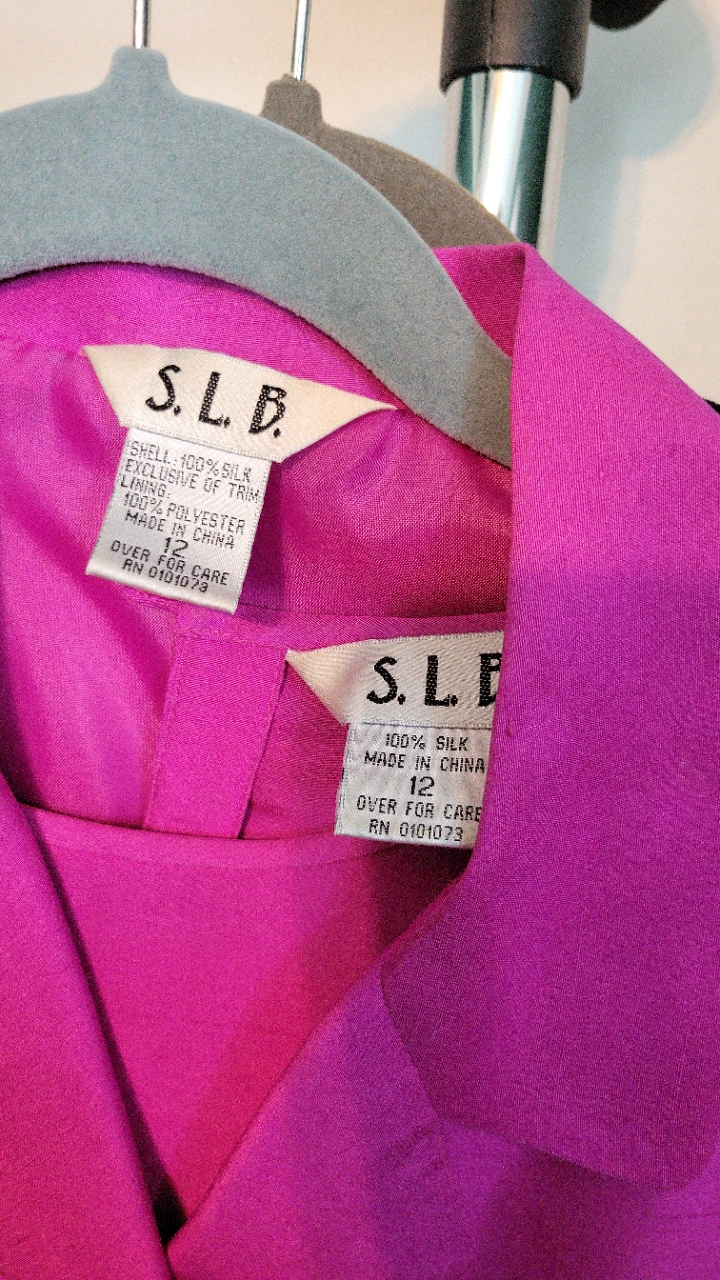 S. L. B.
SHELL: 100% SILK
EXCLUSIVE OF TRIM
LINING:
100% POLYESTER
MADE IN CHINA
12
OVER FOR CARE
RN 0101073
S. L. B
100% SILK
MADE IN CHINA
12
OVER FOR CARE
RN 0101073